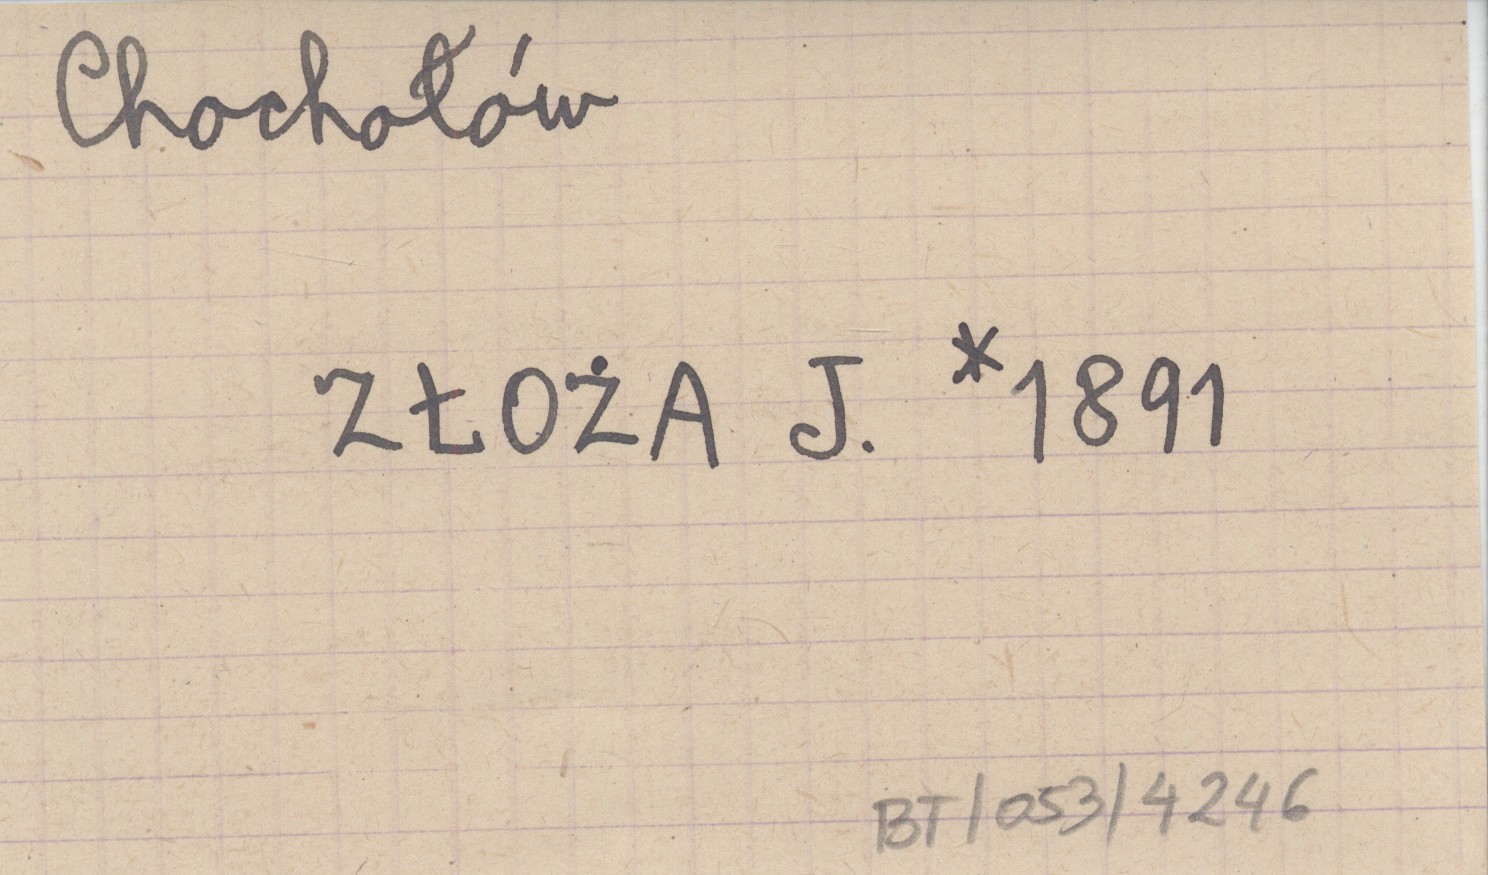 Chochołów
ZŁOŻA J. *1891
BT/053/4246